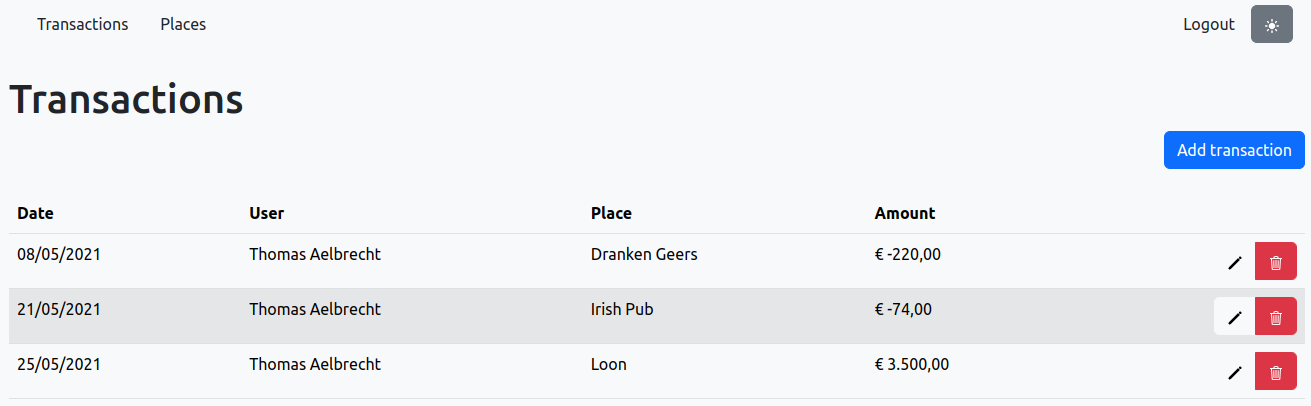 Transactions Places Logout
Transactions
Add transaction
Date User Place Amount
08/05/2021 Thomas Aelbrecht Dranken Geers € -220,00
21/05/2021 Thomas Aelbrecht Irish Pub € -74,00
25/05/2021 Thomas Aelbrecht Loon € 3.500,00